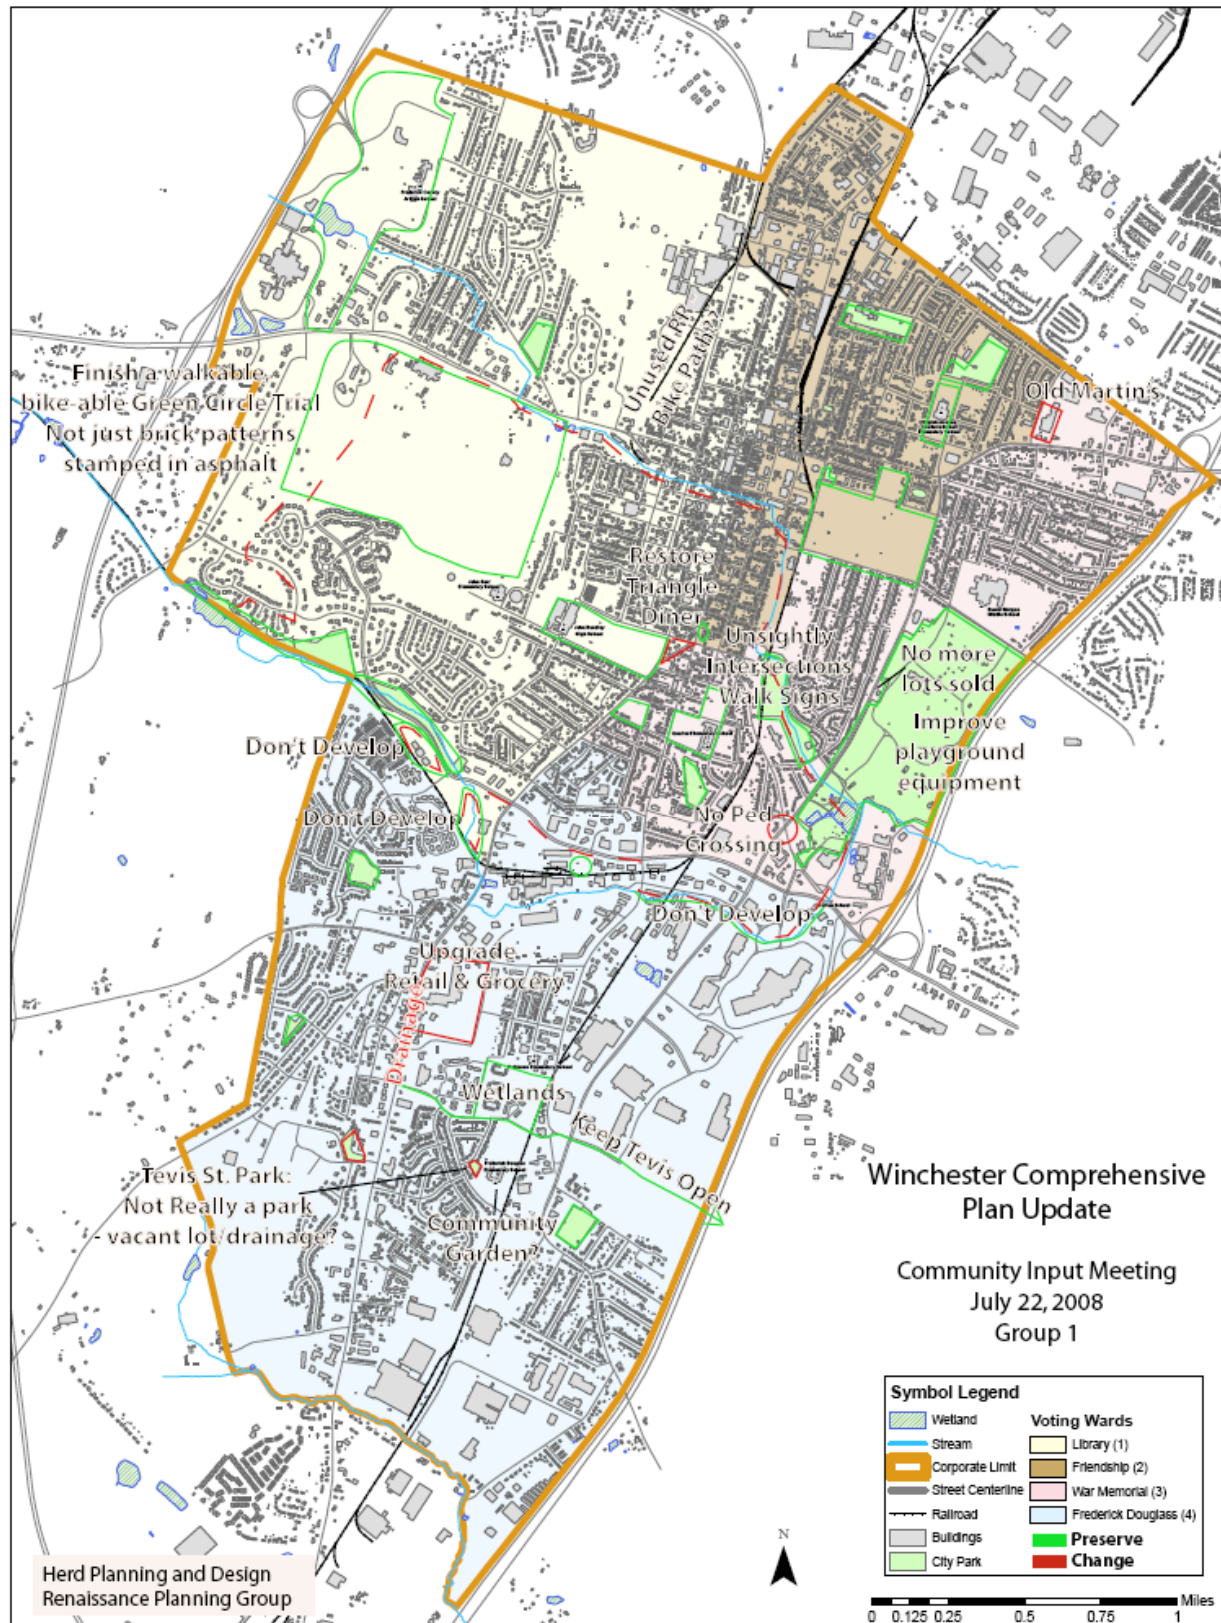 Unused RR
Bike Path??
Old Martin's
Finish a walkable,
bike-able Green Circle Trial
Not just brick patterns
stamped in asphalt
Restore
Triangle
Diner
Unsightly
Intersections
Walk Signs
No more
lots sold
Improve
playground
equipment
Don't Develop
Don't Develop
No Ped
Crossing
Don't Develop
Upgrade
Retail & Grocery
Drainage
Wetlands
Keep Tevis Open
Tevis St. Park:
Not Really a park
- vacant lot/drainage?
Community
Garden?
Winchester Comprehensive
Plan Update
Community Input Meeting
July 22, 2008
Group 1
Symbol Legend
Wetland
Stream
Corporate Limit
Street Centerline
Railroad
Buildings
City Park
Voting Wards
Library (1)
Friendship (2)
War Memorial (3)
Frederick Douglass (4)
Preserve
Change
N
Miles
0 0.125 0.25 0.5 0.75 1
Herd Planning and Design
Renaissance Planning Group